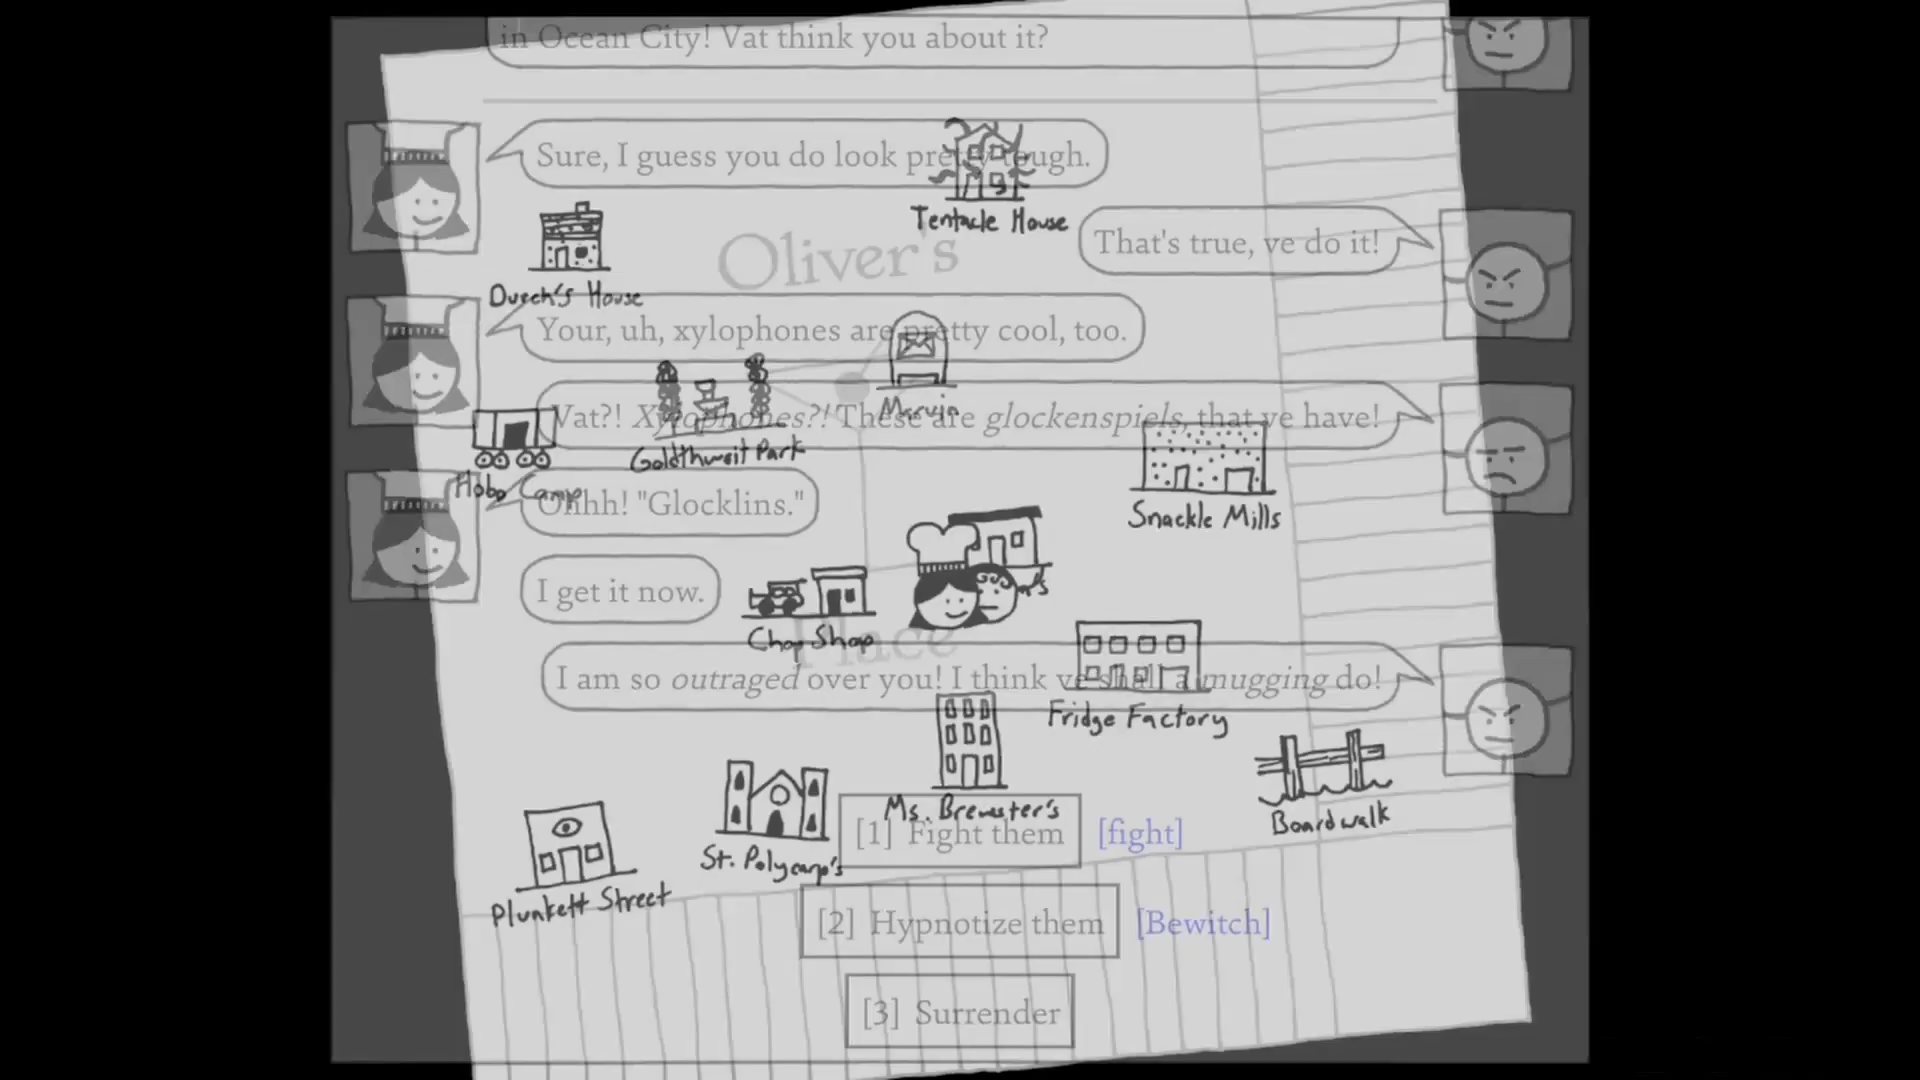 in Ocean City! Vat think you about it?
Sure, I guess you do look pretty tough.
Tentacle House
That's true, ve do it!
Oliver's
Duech's House
Your, uh, xylophones are pretty cool, too.
Vat?! Xylophones?! These are glockenspiels, that ve have!
Marvin
Goldthwait Park
Hobo Camp
Ohhh! "Glocklins."
Snackle Mills
I get it now.
Chop Shop
Place
I am so outraged over you! I think ve shall a mugging do!
Fridge Factory
Ms. Brewster's
Boardwalk
[1] Fight them [fight]
St. Polycarp's
Plunkett Street
[2] Hypnotize them [Bewitch]
[3] Surrender